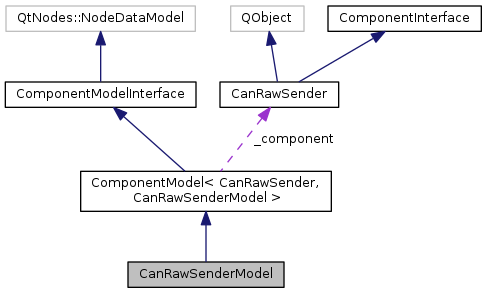 QtNodes::NodeDataModel
QObject
ComponentInterface
ComponentModelInterface
CanRawSender
_component
ComponentModel< CanRawSender,
CanRawSenderModel >
CanRawSenderModel